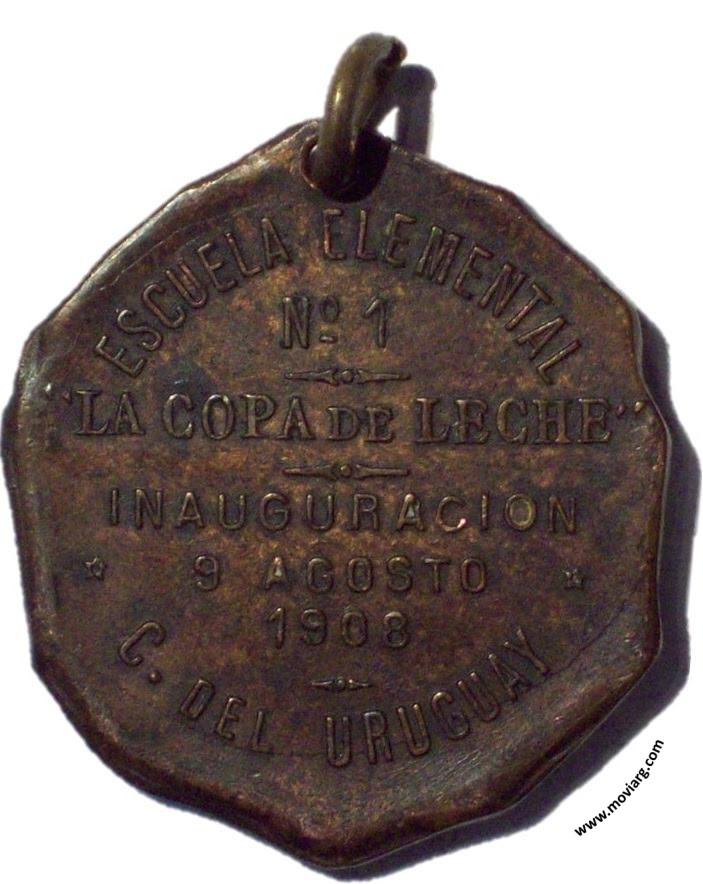 ESCUELA ELEMENTAL
Nº 1
"LA COPA DE LECHE"
INAUGURACION
9 AGOSTO
1908
C. DEL URUGUAY
www.moviarg.com